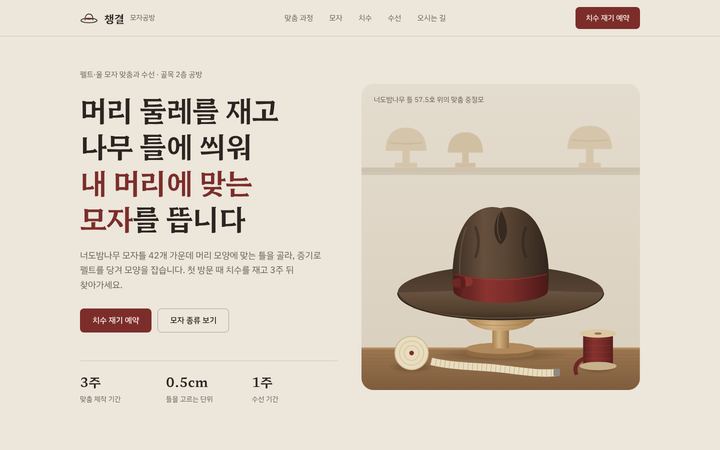 챙결 모자공방
맞춤 과정 모자 치수 수선 오시는 길
치수 재기 예약
펠트·울 모자 맞춤과 수선 · 골목 2층 공방
머리 둘레를 재고
나무 틀에 씌워
내 머리에 맞는
모자를 뜹니다
너도밤나무 모자틀 42개 가운데 머리 모양에 맞는 틀을 골라, 증기로
펠트를 당겨 모양을 잡습니다. 첫 방문 때 치수를 재고 3주 뒤
찾아가세요.
치수 재기 예약
모자 종류 보기
3주
맞춤 제작 기간
0.5cm
틀을 고르는 단위
1주
수선 기간
너도밤나무 틀 57.5호 위의 맞춤 중절모